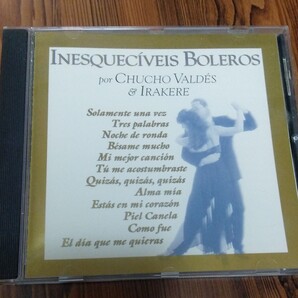 INESQUECÍVEIS BOLEROS
por CHUCHO VALDÉS
& IRAKERE
Solamente una vez
Tres palabras
Noche de ronda
Bésame mucho
Mi mejor canción
Tú me acostumbraste
Quizás, quizás, quizás
Alma mía
Estás en mi corazón
Piel Canela
Como fue
El día que me quieras